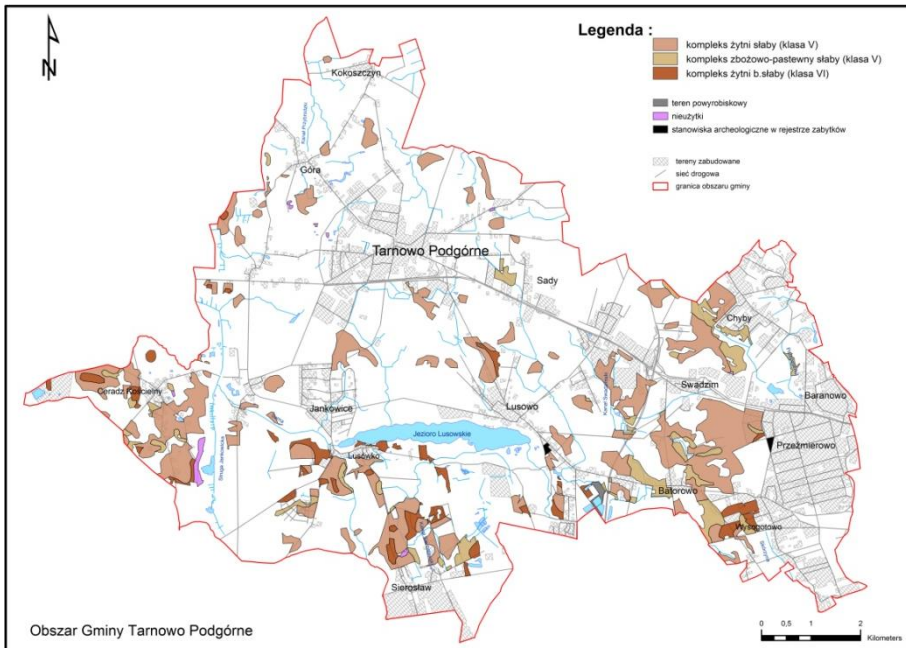 Legenda :
kompleks żytni słaby (klasa V)
kompleks zbożowo-pastewny słaby (klasa V)
kompleks żytni b.słaby (klasa VI)
teren powyrobiskowy
nieużytki
stanowiska archeologiczne w rejestrze zabytków
tereny zabudowane
sieć drogowa
granica obszaru gminy
N
Kokoszczyn
Góra
Tarnowo Podgórne
Sady
Chyby
Ceradz Kościelny
Jankowice
Lusowo
Swadzim
Baranowo
Jezioro Lusowskie
Przeźmierowo
Lusówko
Batorowo
Wysogotowo
Sierosław
Obszar Gminy Tarnowo Podgórne
0 0,5 1 2
Kilometers